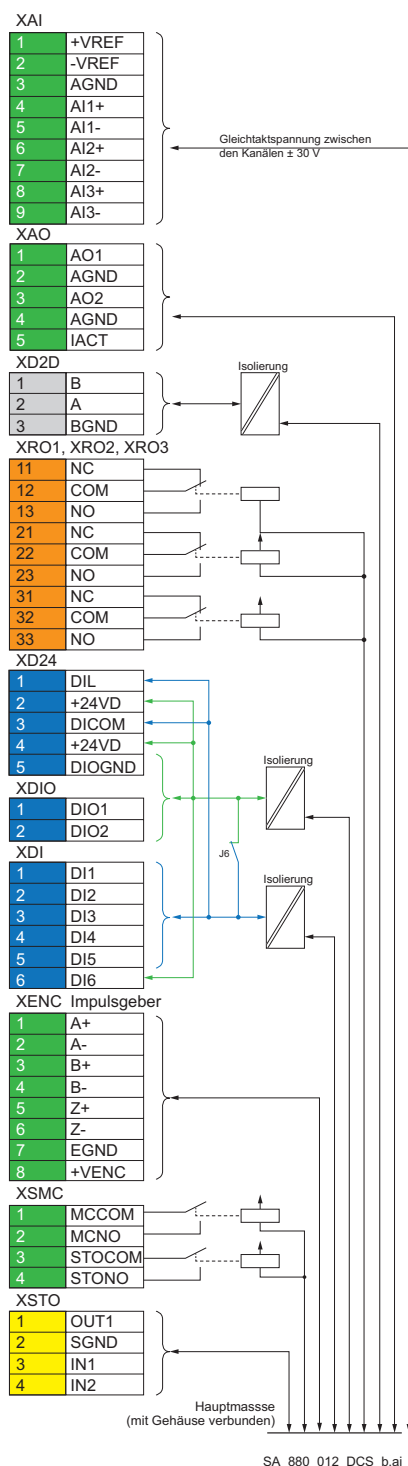 XAI
1 +VREF
2 -VREF
3 AGND
4 AI1+
5 AI1-
6 AI2+
7 AI2-
8 AI3+
9 AI3-
Gleichtaktspannung zwischen
den Kanälen ± 30 V
XAO
1 AO1
2 AGND
3 AO2
4 AGND
5 IACT
XD2D
1 B
2 A
3 BGND
Isolierung
XRO1, XRO2, XRO3
11 NC
12 COM
13 NO
21 NC
22 COM
23 NO
31 NC
32 COM
33 NO
XD24
1 DIL
2 +24VD
3 DICOM
4 +24VD
5 DIOGND
Isolierung
XDIO
1 DIO1
2 DIO2
J6
XDI
1 DI1
2 DI2
3 DI3
4 DI4
5 DI5
6 DI6
Isolierung
XENC Impulsgeber
1 A+
2 A-
3 B+
4 B-
5 Z+
6 Z-
7 EGND
8 +VENC
XSMC
1 MCCOM
2 MCNO
3 STOCOM
4 STONO
XSTO
1 OUT1
2 SGND
3 IN1
4 IN2
Hauptmassse
(mit Gehäuse verbunden)
SA_880_012_DCS_b.ai